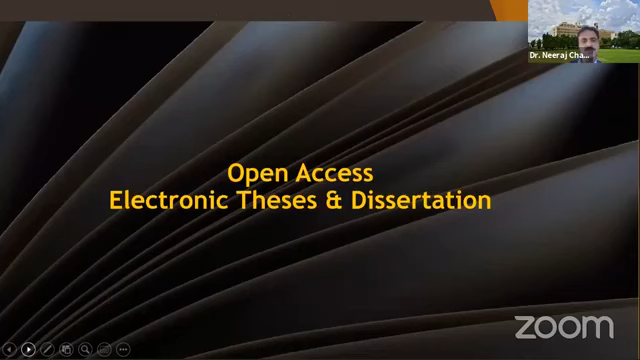 Dr. Neeraj Cha...
Open Access
Electronic Theses & Dissertation
zoom